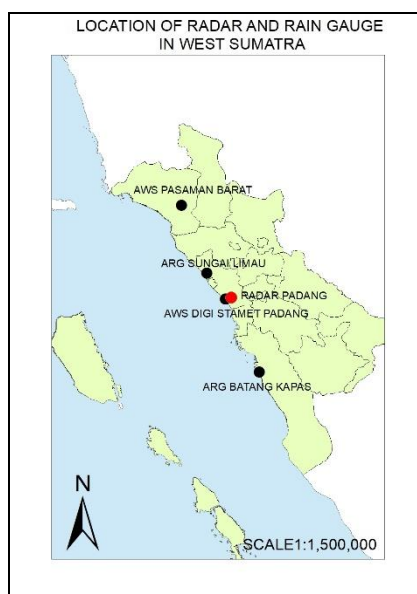 LOCATION OF RADAR AND RAIN GAUGE
IN WEST SUMATRA
AWS PASAMAN BARAT
ARG SUNGAI LIMAU
RADAR PADANG
AWS DIGI STAMET PADANG
ARG BATANG KAPAS
N
SCALE1:1,500,000